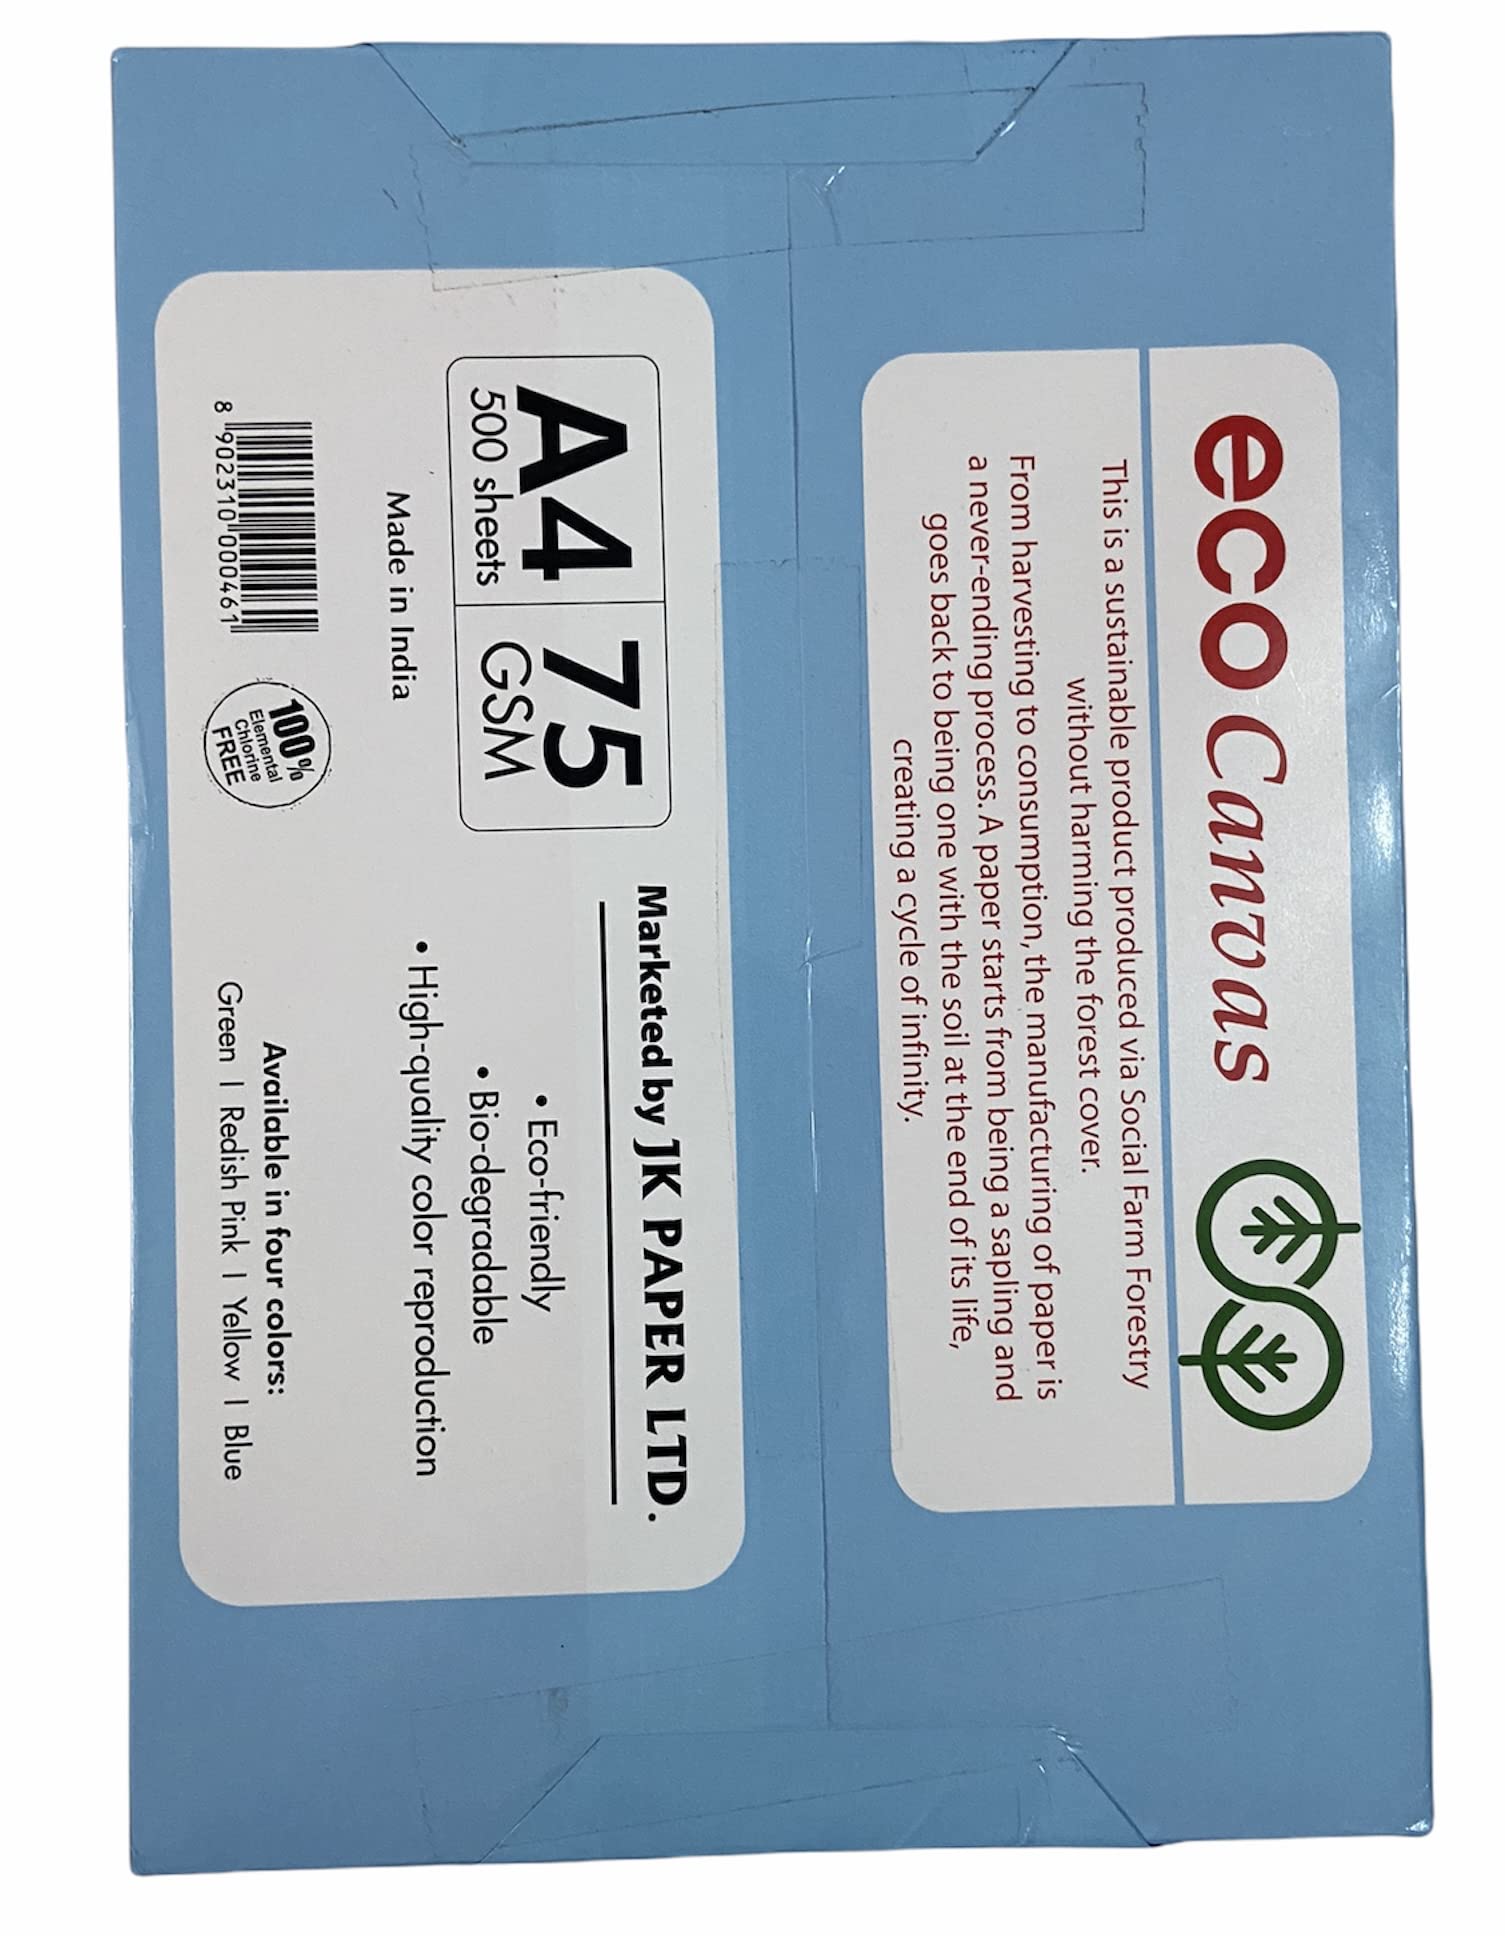 eco Canvas
This is a sustainable product produced via Social Farm Forestry
without harming the forest cover.
From harvesting to consumption, the manufacturing of paper is
a never-ending process. A paper starts from being a sapling and
goes back to being one with the soil at the end of its life,
creating a cycle of infinity.
A4 75
500 sheets GSM
Made in India
8 902310 000461
100%
Elemental
Chlorine
FREE
Marketed by JK PAPER LTD.
• Eco-friendly
• Bio-degradable
• High-quality color reproduction
Available in four colors:
Green | Redish Pink | Yellow | Blue